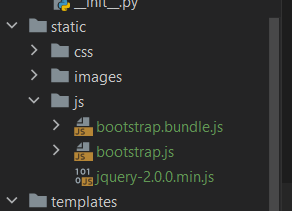 __init__.py
static
css
images
js
bootstrap.bundle.js
bootstrap.js
jquery-2.0.0.min.js
templates